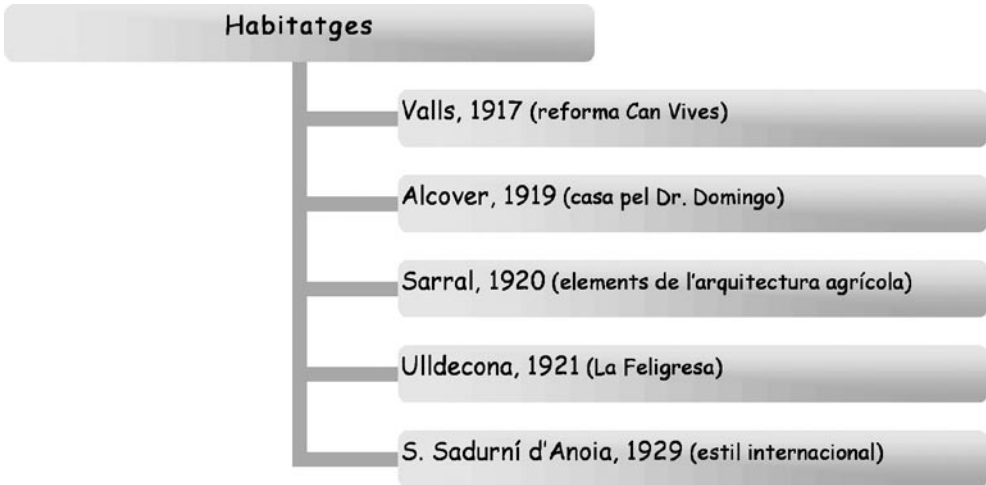 Habitatges
Valls, 1917 (reforma Can Vives)
Alcover, 1919 (casa pel Dr. Domingo)
Sarral, 1920 (elements de l'arquitectura agrícola)
Ulldecona, 1921 (La Feligresa)
S. Sadurní d'Anoia, 1929 (estil internacional)